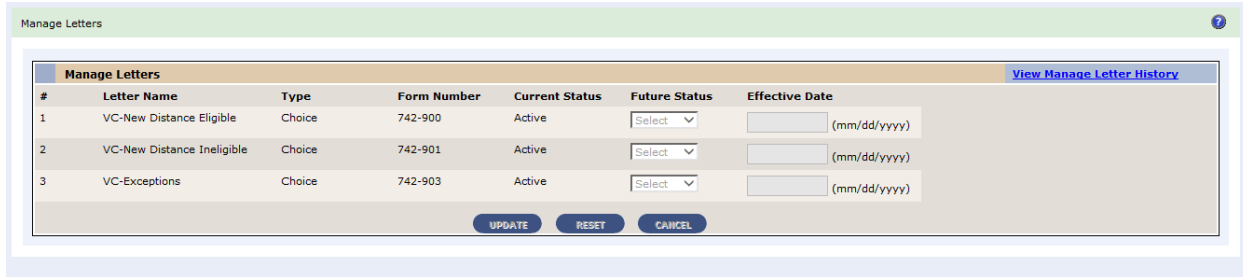 Manage Letters
?
Manage Letters View Manage Letter History
# Letter Name Type Form Number Current Status Future Status Effective Date
1 VC-New Distance Eligible Choice 742-900 Active Select (mm/dd/yyyy)
2 VC-New Distance Ineligible Choice 742-901 Active Select (mm/dd/yyyy)
3 VC-Exceptions Choice 742-903 Active Select (mm/dd/yyyy)
UPDATE RESET CANCEL